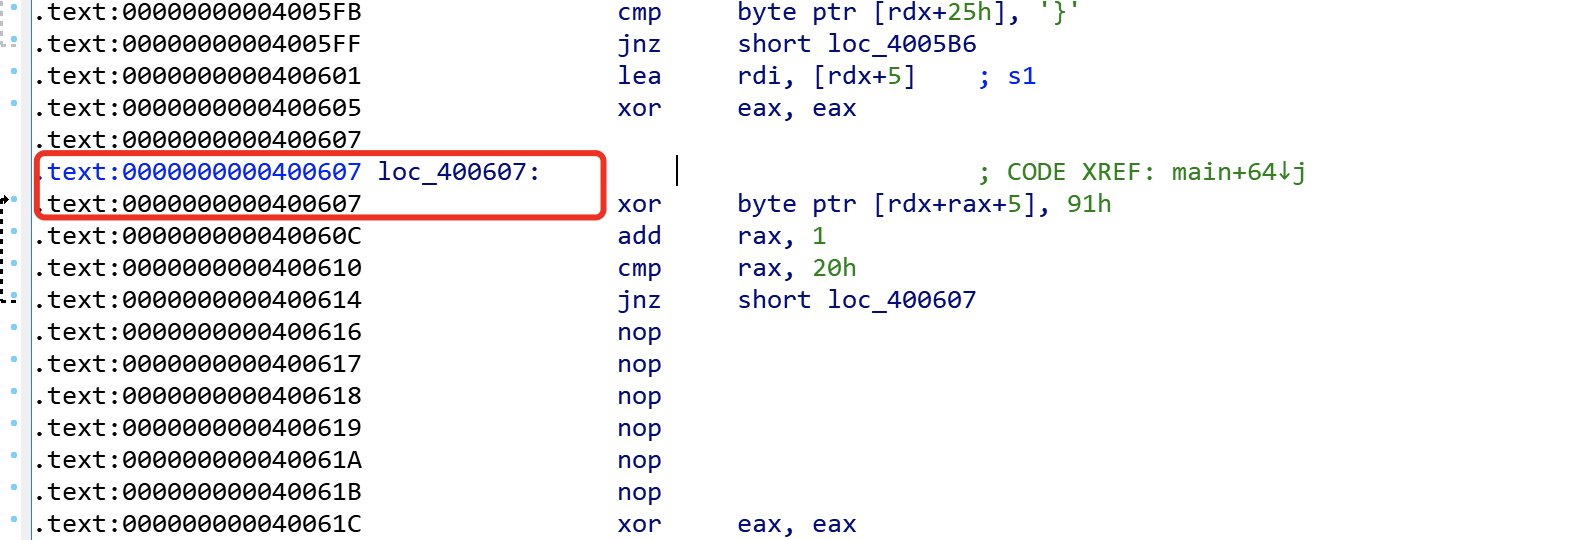 .text:00000000004005FB cmp byte ptr [rdx+25h], '}'
.text:00000000004005FF jnz short loc_4005B6
.text:0000000000400601 lea rdi, [rdx+5] ; s1
.text:0000000000400605 xor eax, eax
.text:0000000000400607
.text:0000000000400607 loc_400607: ; CODE XREF: main+64↓j
.text:0000000000400607 xor byte ptr [rdx+rax+5], 91h
.text:000000000040060C add rax, 1
.text:0000000000400610 cmp rax, 20h
.text:0000000000400614 jnz short loc_400607
.text:0000000000400616 nop
.text:0000000000400617 nop
.text:0000000000400618 nop
.text:0000000000400619 nop
.text:000000000040061A nop
.text:000000000040061B nop
.text:000000000040061C xor eax, eax